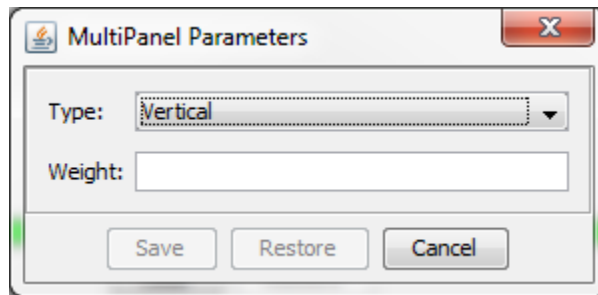 MultiPanel Parameters
Type: Vertical
Weight:
Save Restore Cancel